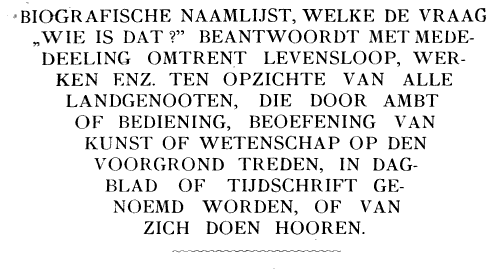 BIOGRAFISCHE NAAMLIJST, WELKE DE VRAAG
„WIE IS DAT?” BEANTWOORDT MET MEDE-
DEELING OMTRENT LEVENSLOOP, WER-
KEN ENZ. TEN OPZICHTE VAN ALLE
LANDGENOOTEN, DIE DOOR AMBT
OF BEDIENING, BEOEFENING VAN
KUNST OF WETENSCHAP OP DEN
VOORGROND TREDEN, IN DAG-
BLAD OF TIJDSCHRIFT GE-
NOEMD WORDEN, OF VAN
ZICH DOEN HOOREN.